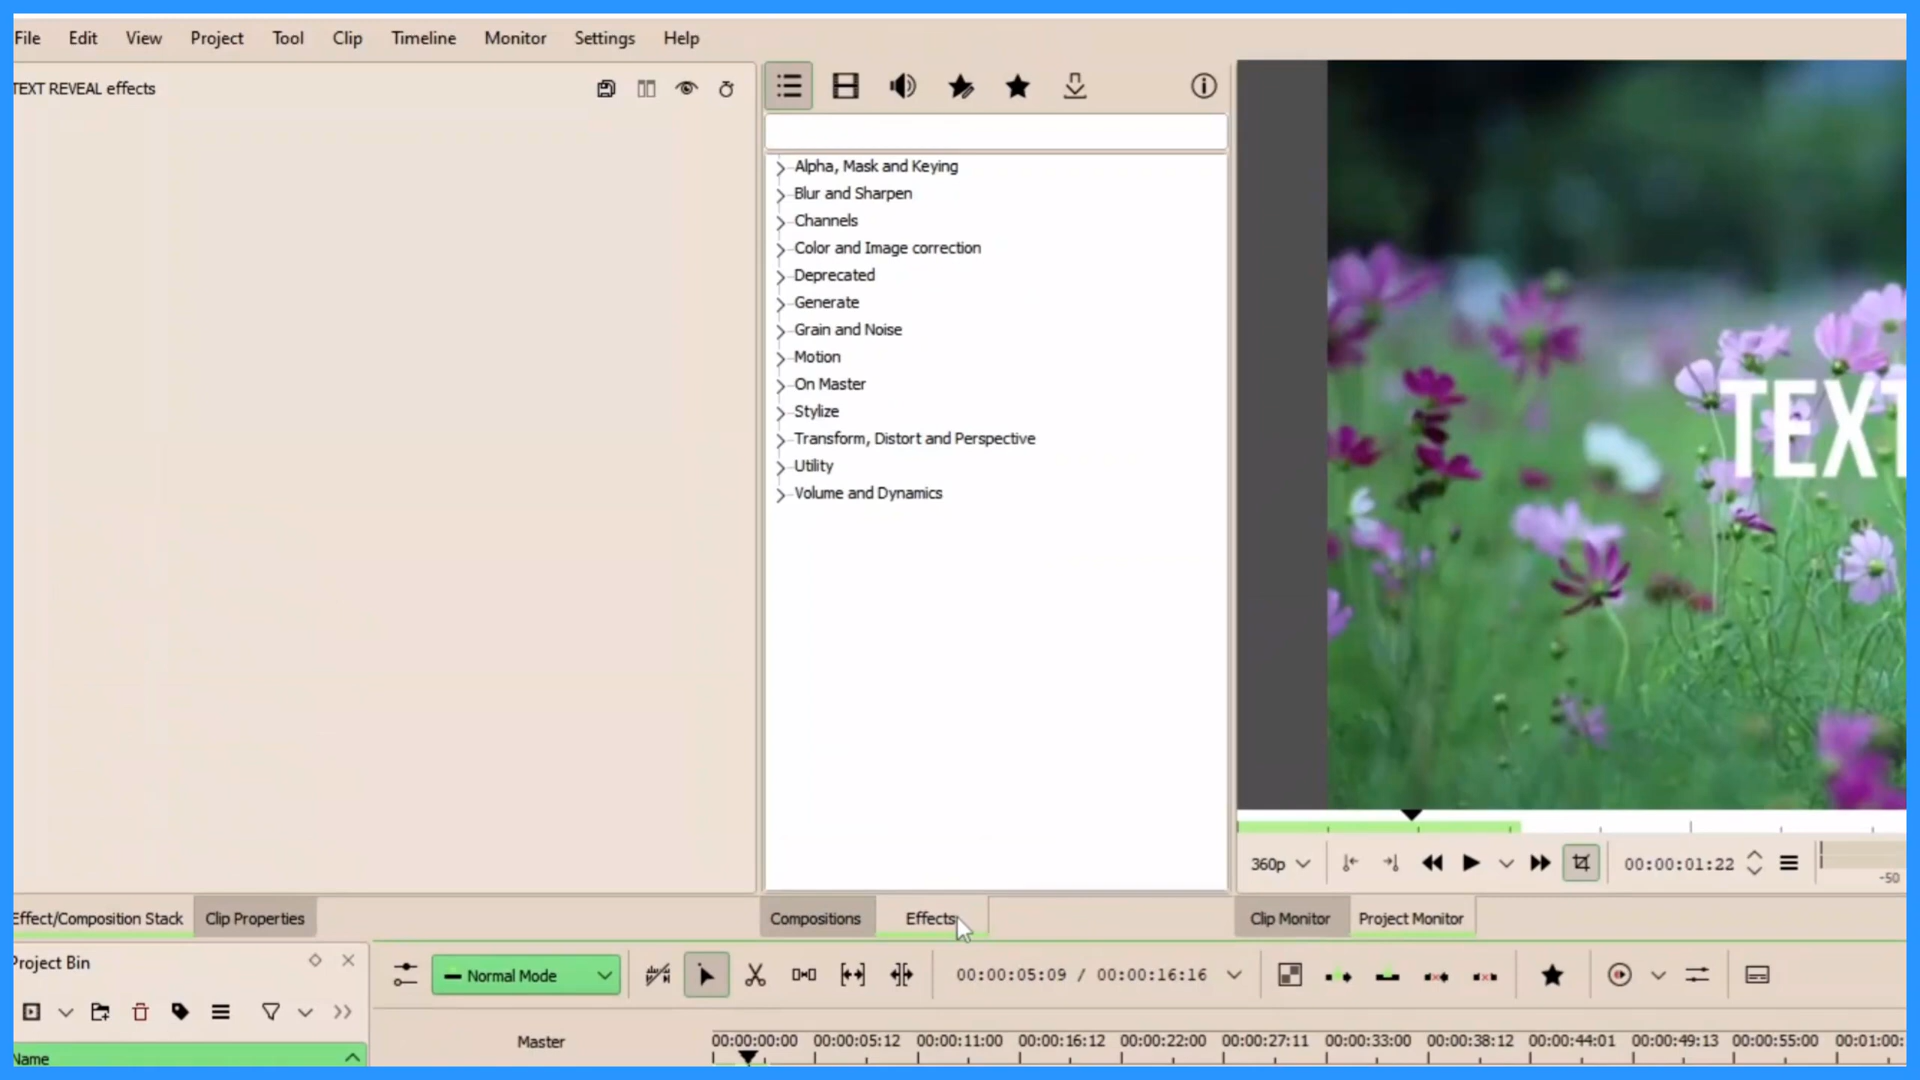 File Edit View Project Tool Clip Timeline Monitor Settings Help
TEXT REVEAL effects
Alpha, Mask and Keying
Blur and Sharpen
Channels
Color and Image correction
Deprecated
Generate
Grain and Noise
Motion
On Master
Stylize
Transform, Distort and Perspective
Utility
Volume and Dynamics
TEXT
360p
00:00:01:22
-50
Effect/Composition Stack Clip Properties
Compositions Effects
Clip Monitor Project Monitor
Project Bin
Normal Mode
00:00:05:09 / 00:00:16:16
Name
Master
00:00:00:00 00:00:05:12 00:00:11:00 00:00:16:12 00:00:22:00 00:00:27:11 00:00:33:00 00:00:38:12 00:00:44:01 00:00:49:13 00:00:55:00 00:01:00: